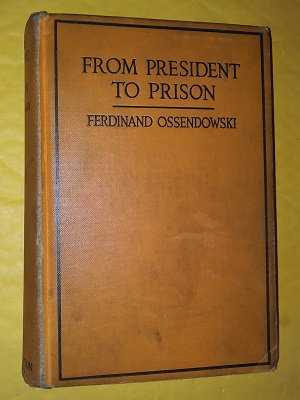 FROM PRESIDENT
TO PRISON
FERDINAND OSSENDOWSKI